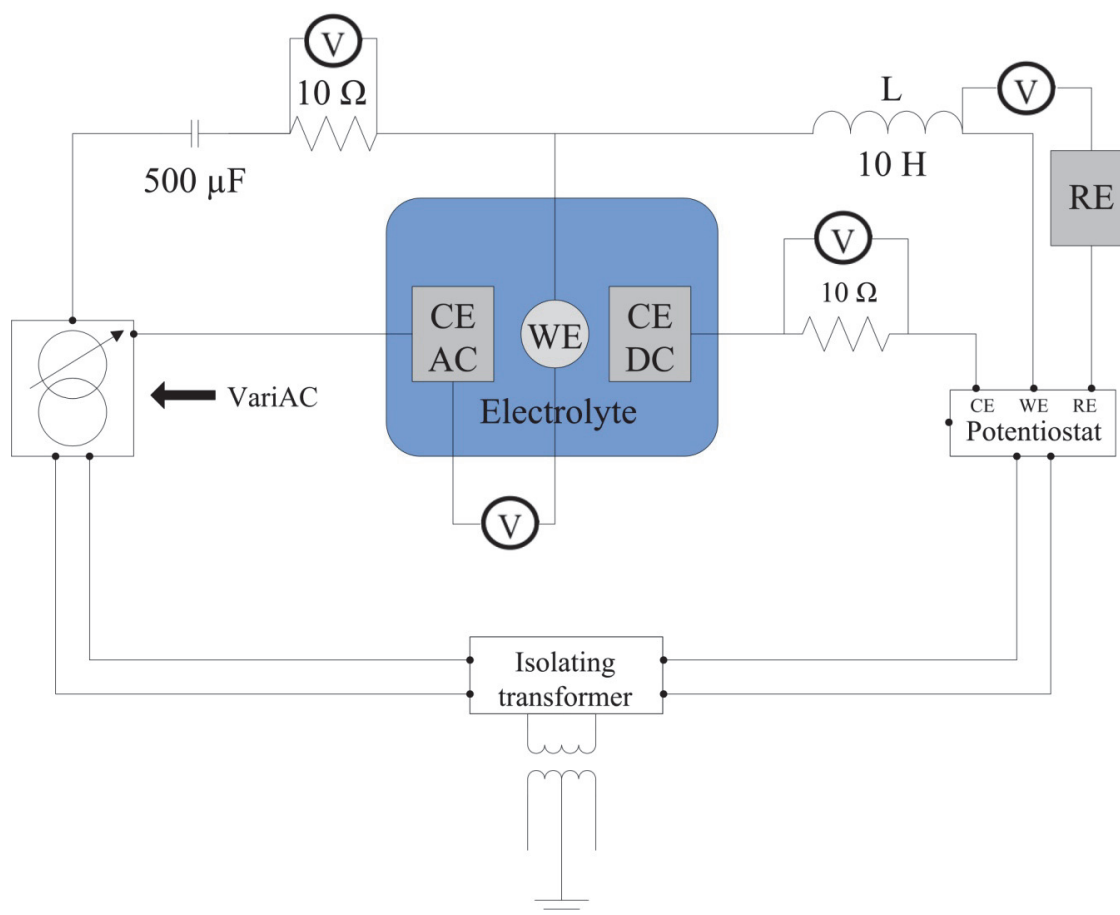 V
10 Ω
500 µF
L
10 H
V
RE
V
10 Ω
CE
AC
WE
CE
DC
Electrolyte
VariAC
CE WE RE
Potentiostat
V
Isolating
transformer